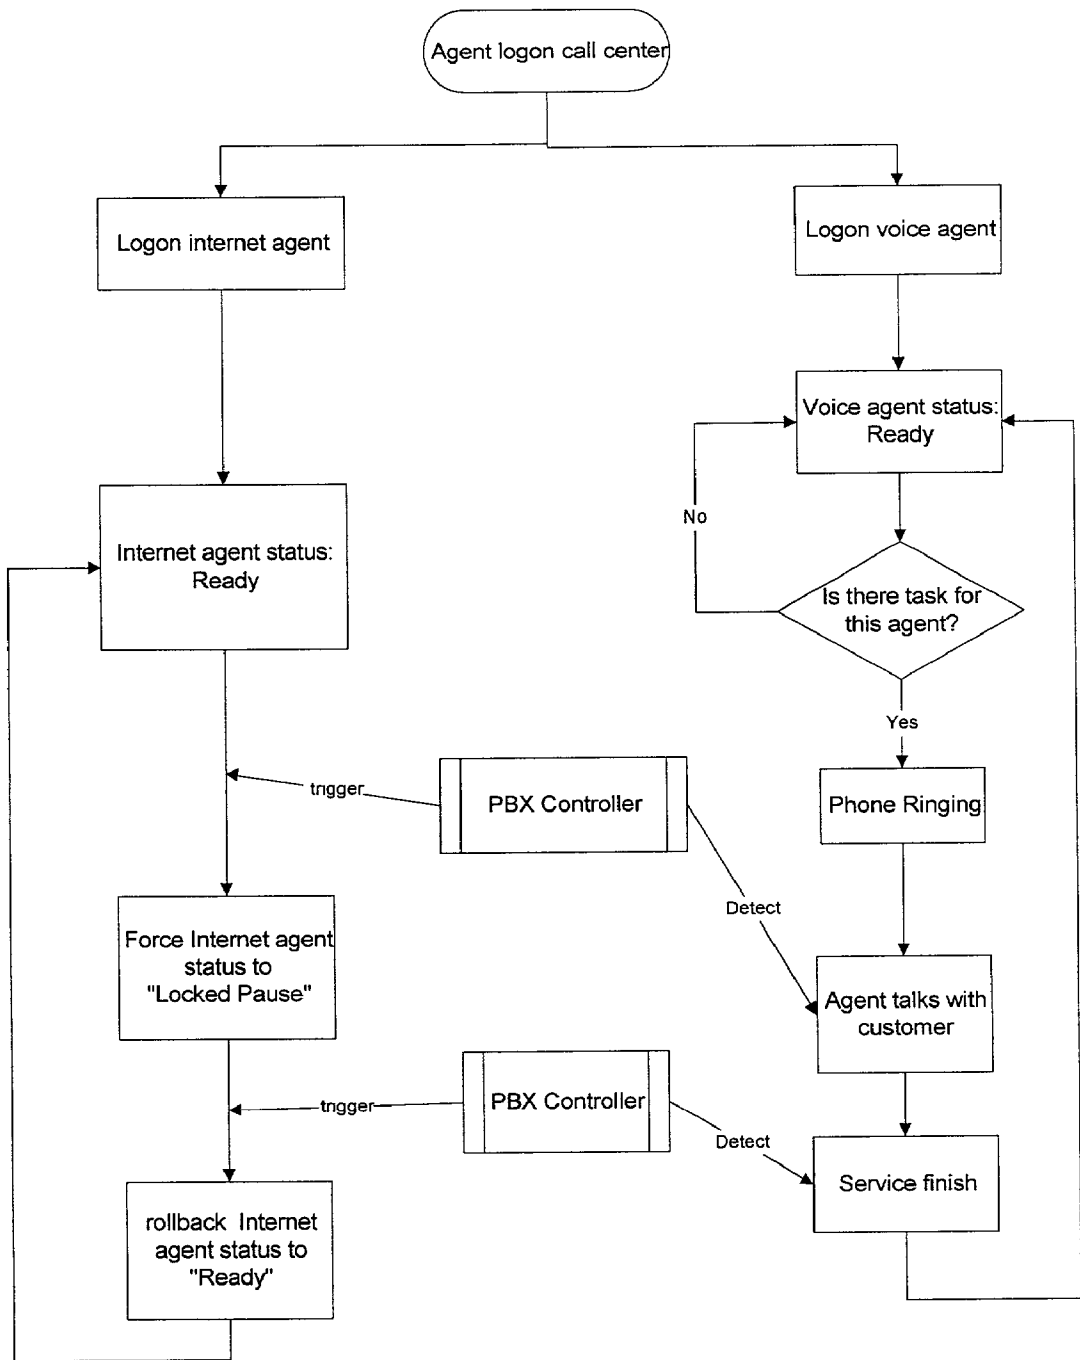 Agent logon call center
Logon internet agent
Logon voice agent
Voice agent status:
Ready
No
Internet agent status:
Ready
Is there task for
this agent?
Yes
trigger
PBX Controller
Phone Ringing
Detect
Force Internet agent
status to
"Locked Pause"
Agent talks with
customer
trigger
PBX Controller
Detect
Service finish
rollback Internet
agent status to
"Ready"